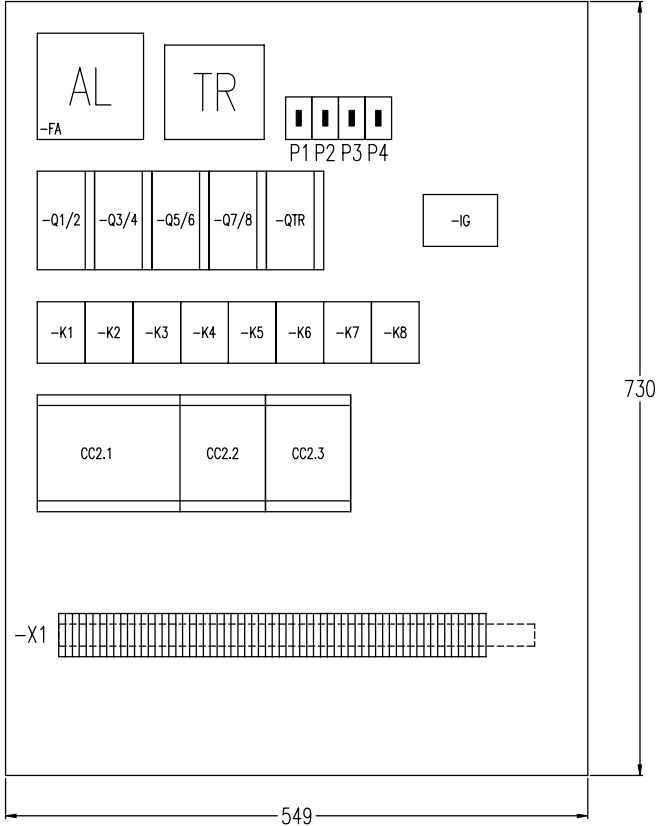 AL
TR
-FA
P1 P2 P3 P4
-Q1/2 -Q3/4 -Q5/6 -Q7/8 -QTR
-IG
-K1 -K2 -K3 -K4 -K5 -K6 -K7 -K8
730
CC2.1 CC2.2 CC2.3
-X1
549